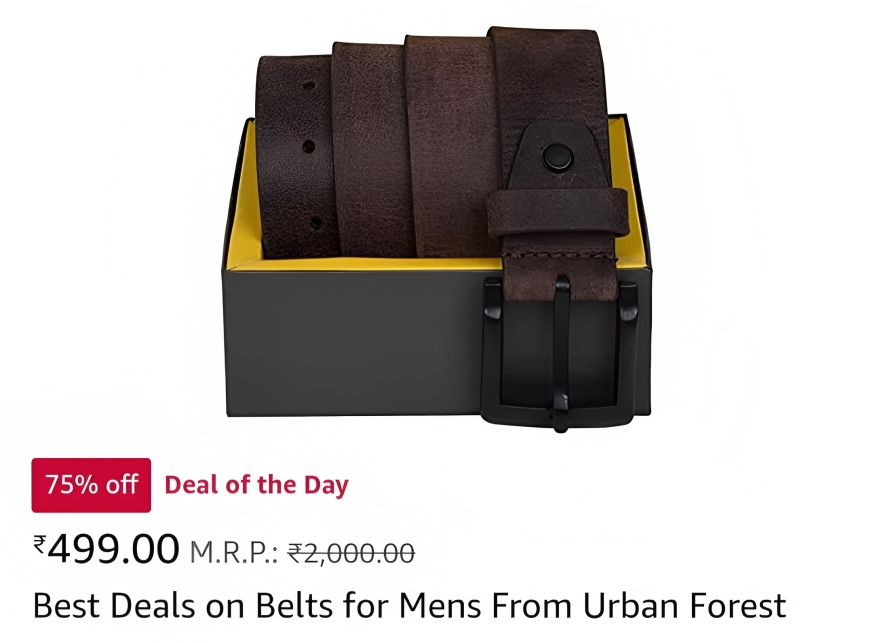 75% off Deal of the Day
₹499.00 M.R.P.: ₹2,000.00
Best Deals on Belts for Mens From Urban Forest